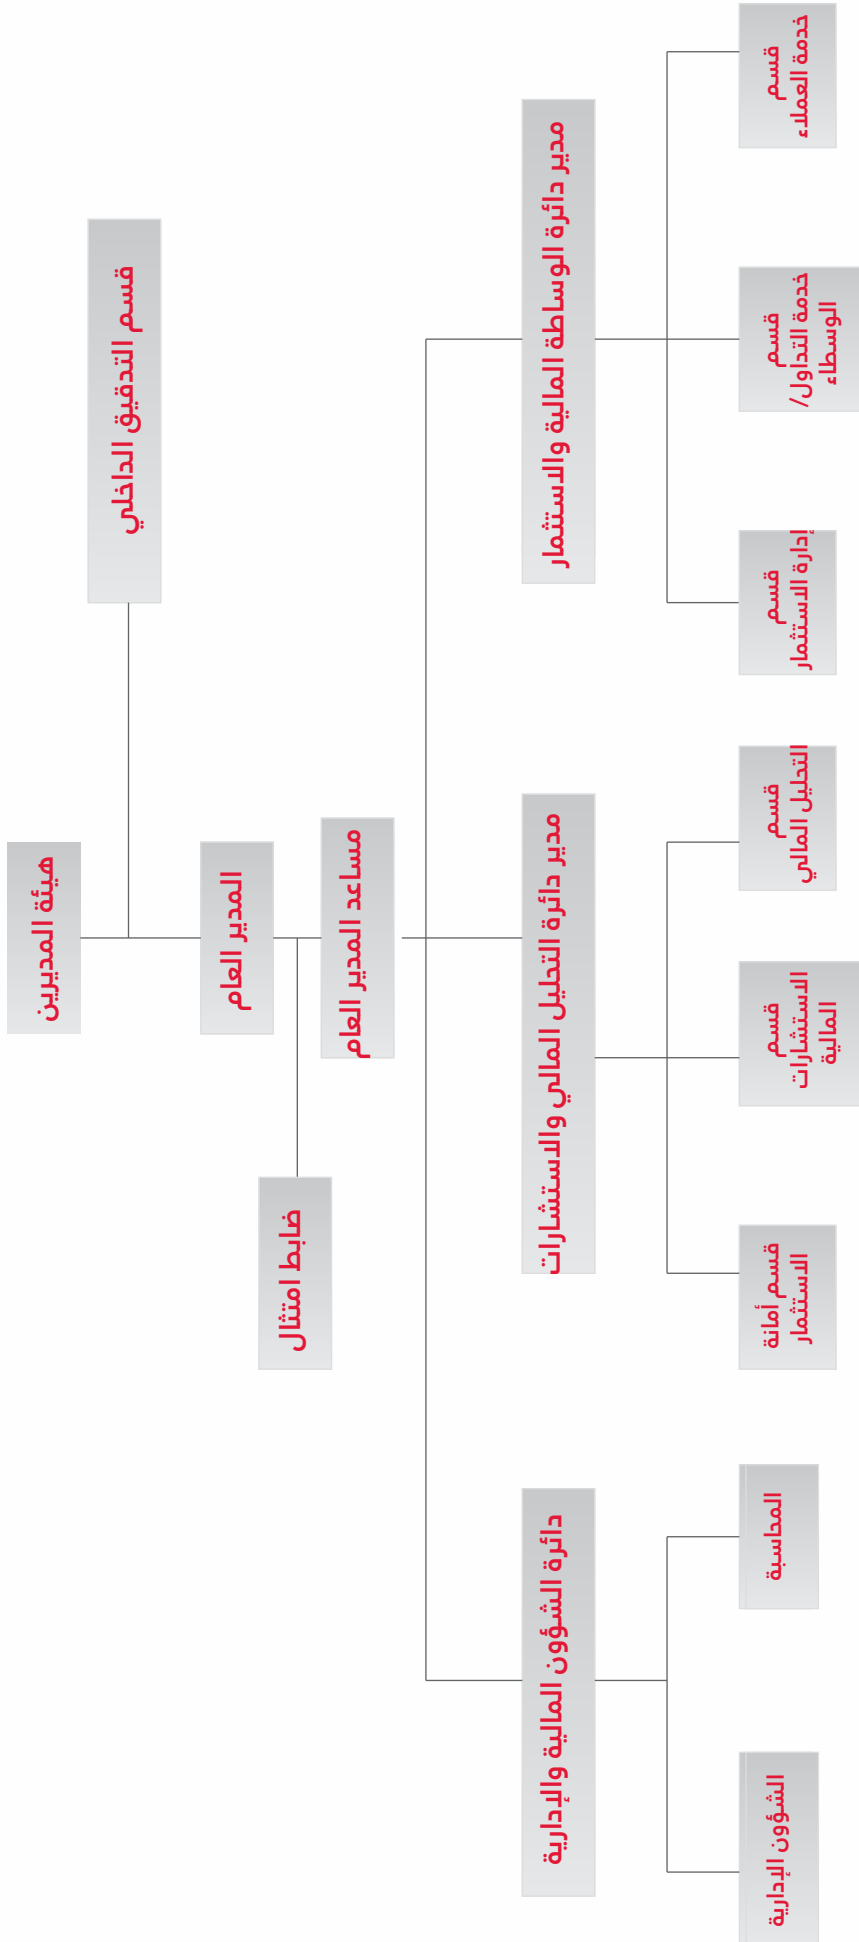 هيئة المديرين
قسم التدقيق الداخلي
المدير العام
ضابط امتثال
مساعد المدير العام
مدير دائرة الوساطة المالية والاستثمار
مدير دائرة التحليل المالي والاستشارات
دائرة الشؤون المالية والإدارية
قسم
خدمة العملاء
قسم
خدمة التداول/
الوسطاء
قسم
إدارة الاستثمار
قسم
التحليل المالي
قسم
الاستشارات
المالية
قسم أمانة
الاستثمار
المحاسبة
الشؤون الإدارية